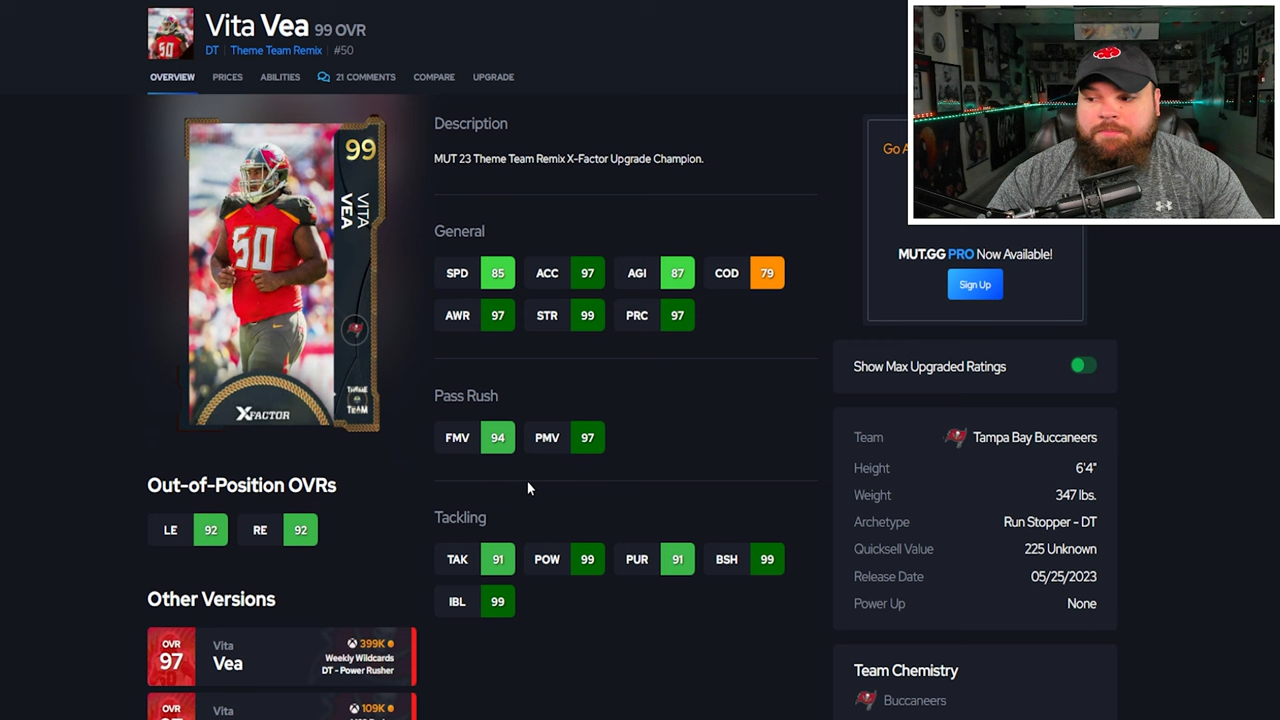 Vita Vea 99 OVR
DT | Theme Team Remix | #50
OVERVIEW PRICES ABILITIES 21 COMMENTS COMPARE UPGRADE
99
VITA
VEA
50
XFACTOR
THEME
TEAM
Out-of-Position OVRs
LE 92 RE 92
Other Versions
OVR
97
Vita
Vea
399K
Weekly Wildcards
DT - Power Rusher
OVR
Vita
109K
Description
MUT 23 Theme Team Remix X-Factor Upgrade Champion.
General
SPD 85 ACC 97 AGI 87 COD 79
AWR 97 STR 99 PRC 97
Pass Rush
FMV 94 PMV 97
Tackling
TAK 91 POW 99 PUR 91 BSH 99
IBL 99
Go
MUT.GG PRO Now Available!
Sign Up
Show Max Upgraded Ratings
Team Tampa Bay Buccaneers
Height 6'4"
Weight 347 lbs.
Archetype Run Stopper - DT
Quicksell Value 225 Unknown
Release Date 05/25/2023
Power Up None
Team Chemistry
Buccaneers